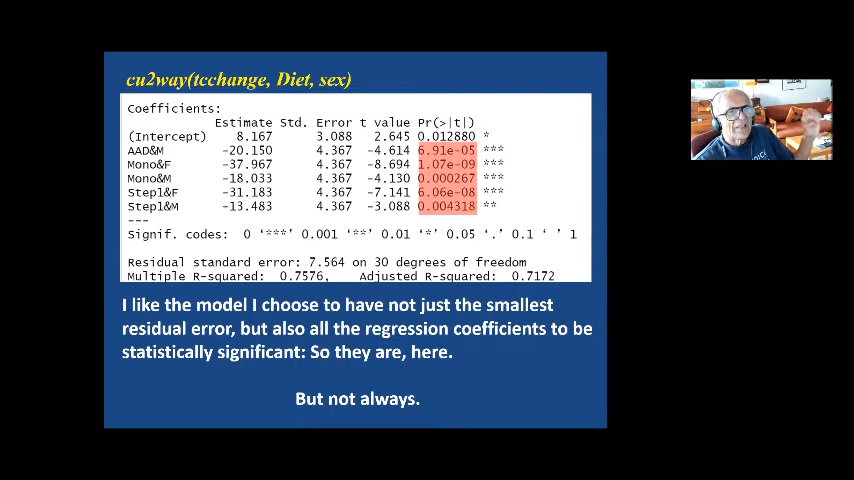 cu2way(tcchange, Diet, sex)
Coefficients:
Estimate Std. Error t value Pr(>|t|)
(Intercept) 8.167 3.088 2.645 0.012880 *
AAD&M -20.150 4.367 -4.614 6.91e-05 ***
Mono&F -37.967 4.367 -8.694 1.07e-09 ***
Mono&M -18.033 4.367 -4.130 0.000267 ***
Step1&F -31.183 4.367 -7.141 6.06e-08 ***
Step1&M -13.483 4.367 -3.088 0.004318 **
---
Signif. codes: 0 ‘***’ 0.001 ‘**’ 0.01 ‘*’ 0.05 ‘.’ 0.1 ‘ ’ 1
Residual standard error: 7.564 on 30 degrees of freedom
Multiple R-squared: 0.7576, Adjusted R-squared: 0.7172
I like the model I choose to have not just the smallest
residual error, but also all the regression coefficients to be
statistically significant: So they are, here.
But not always.